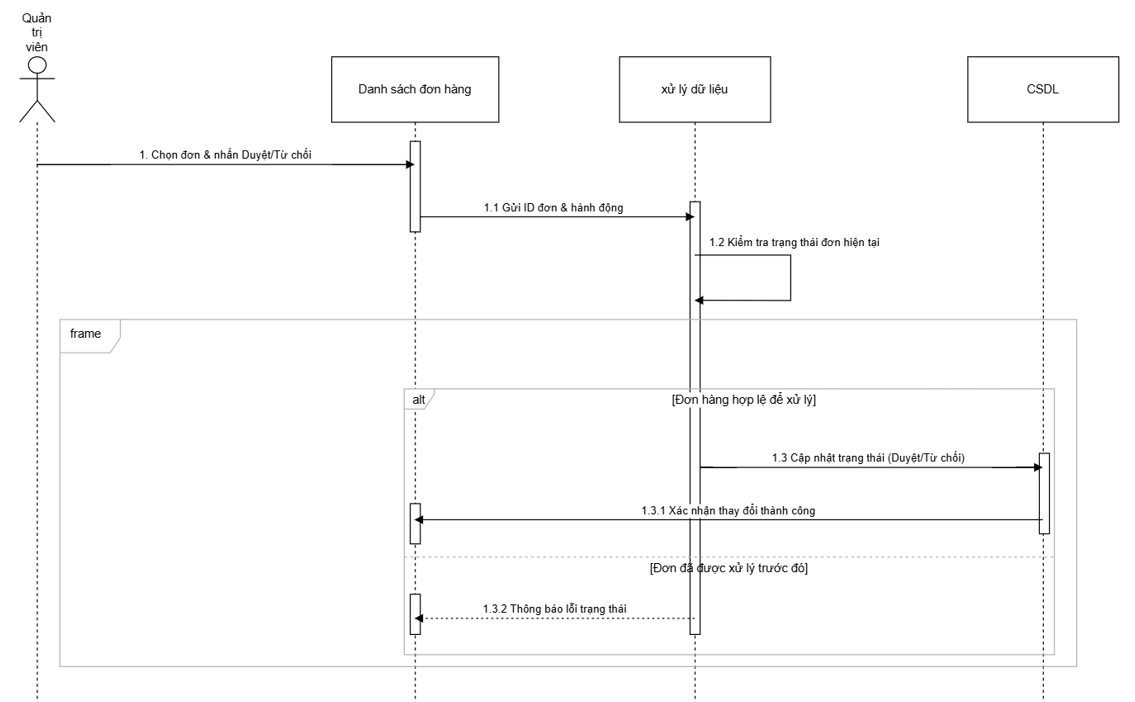 Quản
trị
viên
Danh sách đơn hàng
xử lý dữ liệu
CSDL
1. Chọn đơn & nhấn Duyệt/Từ chối
1.1 Gửi ID đơn & hành động
1.2 Kiểm tra trạng thái đơn hiện tại
frame
alt
[Đơn hàng hợp lệ để xử lý]
1.3 Cập nhật trạng thái (Duyệt/Từ chối)
1.3.1 Xác nhận thay đổi thành công
[Đơn đã được xử lý trước đó]
1.3.2 Thông báo lỗi trạng thái